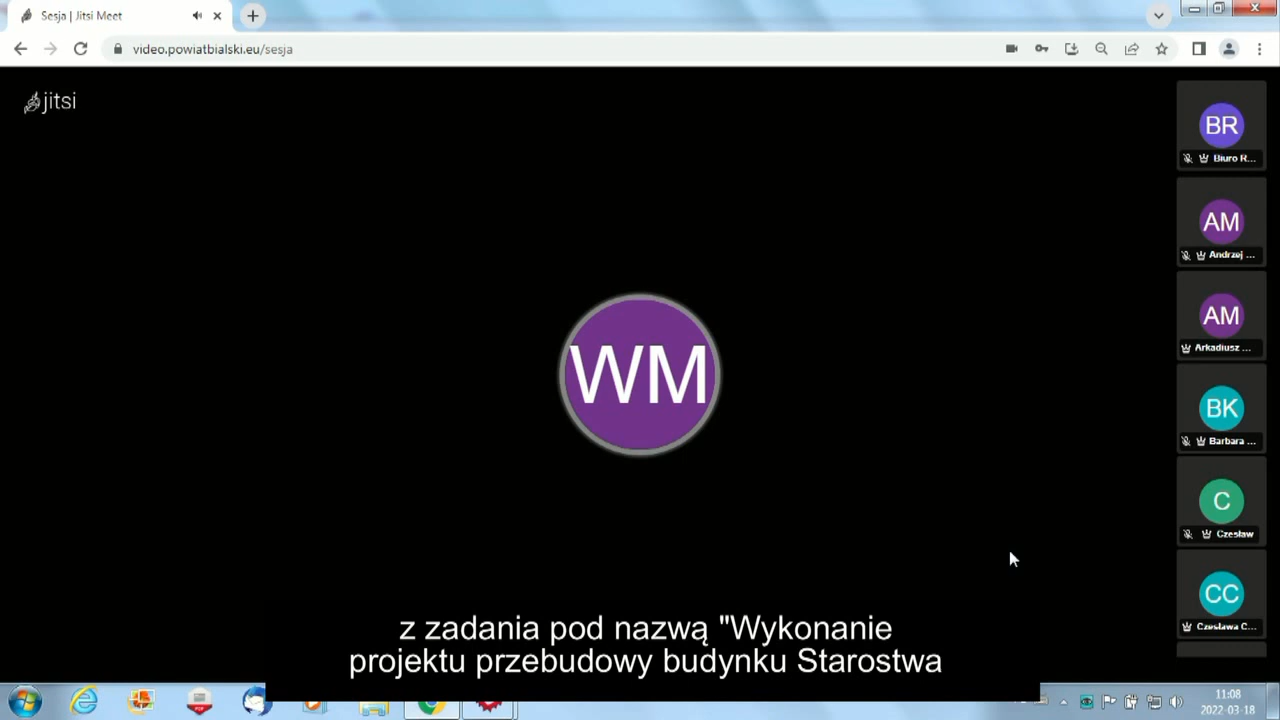 Sesja | Jitsi Meet
video.powiatbialski.eu/sesja
jitsi
BR
Biuro R...
AM
Andrzej ...
AM
Arkadiusz ...
BK
Barbara ...
C
Czesław
CC
Czesława C...
WM
z zadania pod nazwą "Wykonanie
projektu przebudowy budynku Starostwa
11:08
2022-03-18